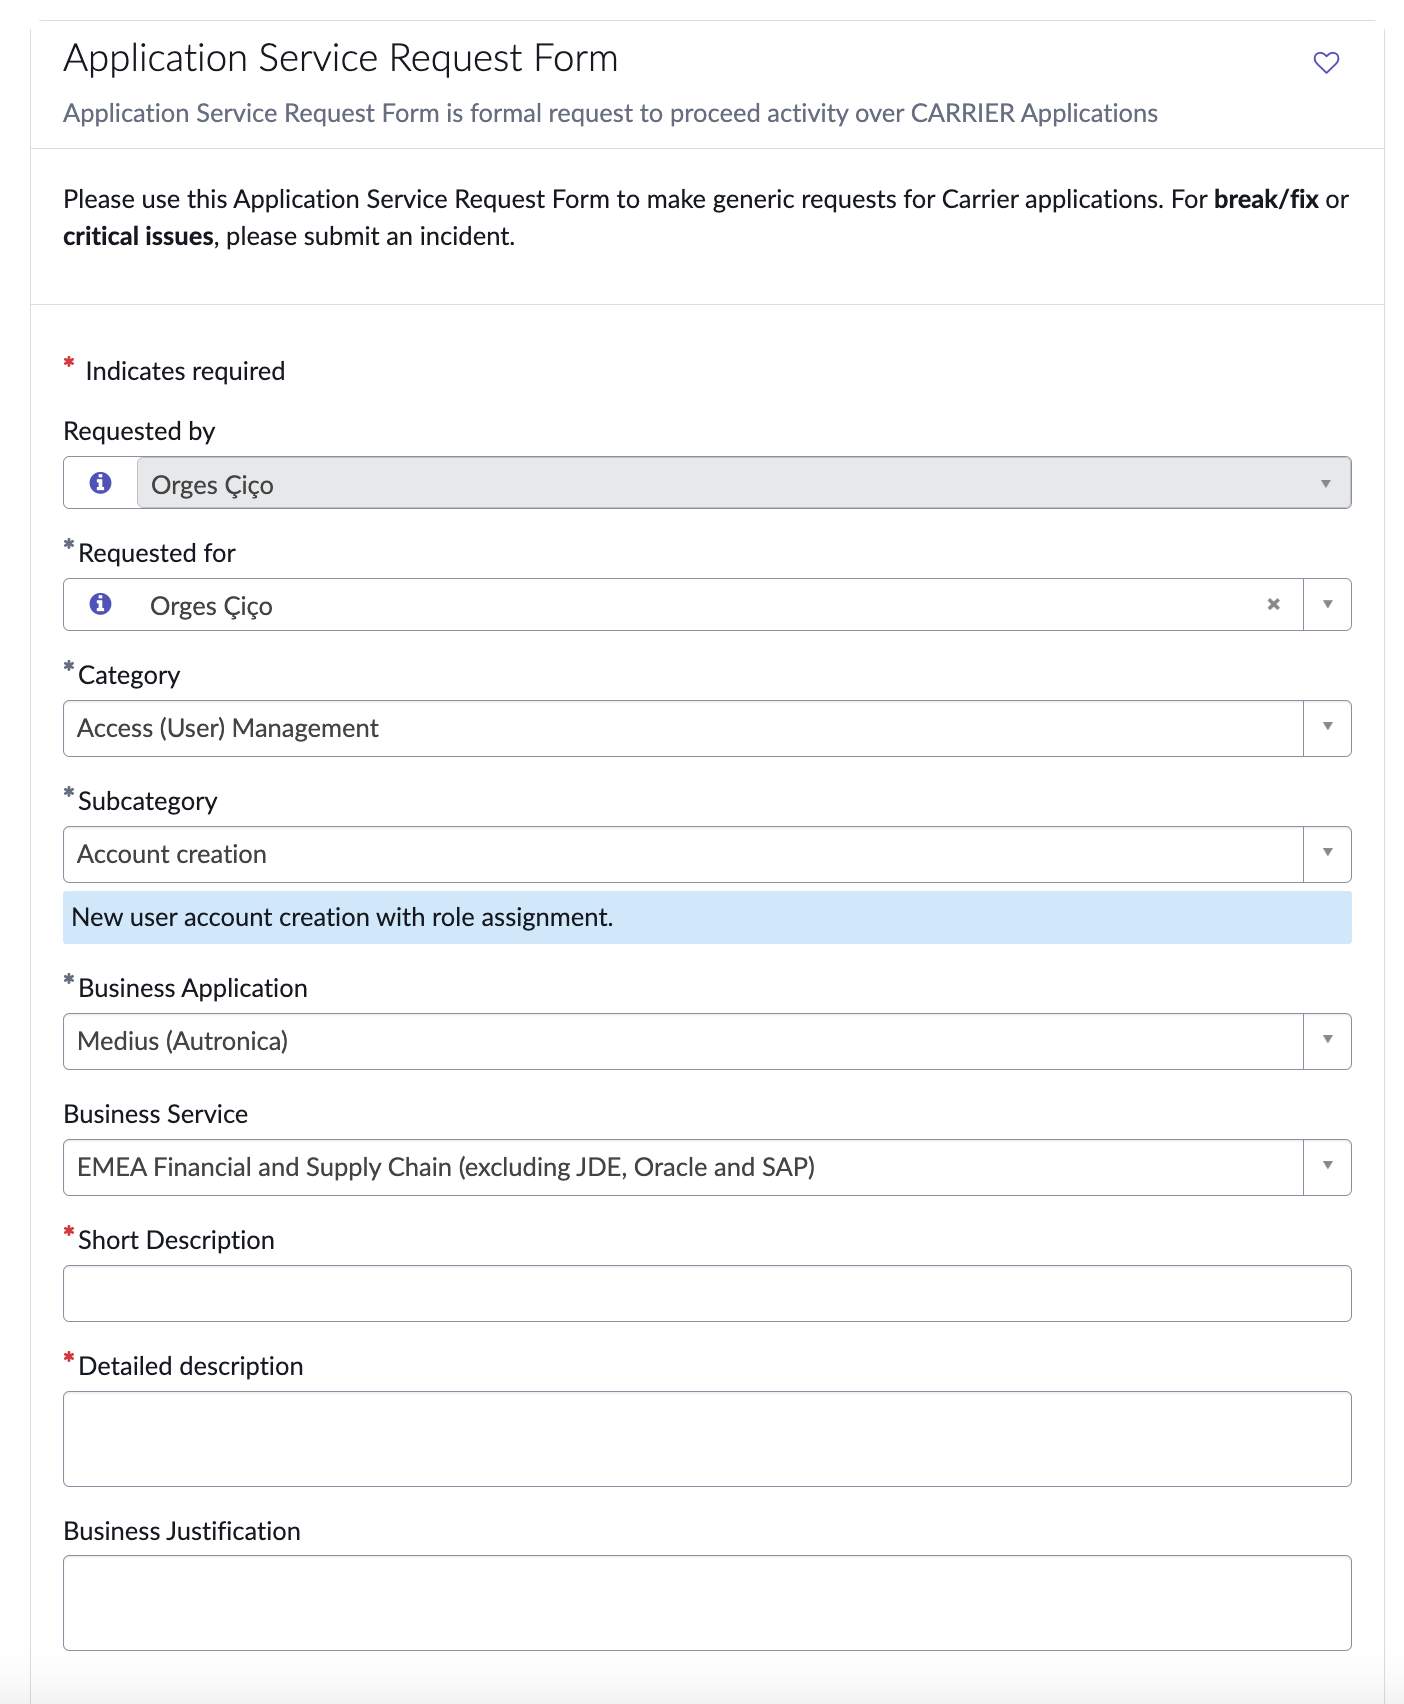 Application Service Request Form
Application Service Request Form is formal request to proceed activity over CARRIER Applications
Please use this Application Service Request Form to make generic requests for Carrier applications. For break/fix or
critical issues, please submit an incident.
* Indicates required
Requested by
Orges Çiço
* Requested for
Orges Çiço
* Category
Access (User) Management
* Subcategory
Account creation
New user account creation with role assignment.
* Business Application
Medius (Autronica)
Business Service
EMEA Financial and Supply Chain (excluding JDE, Oracle and SAP)
* Short Description
* Detailed description
Business Justification